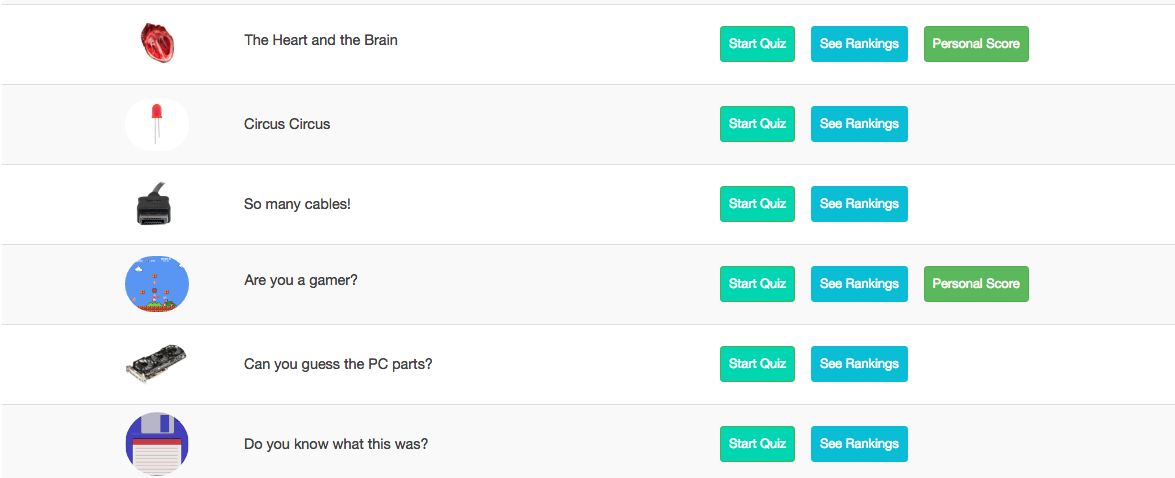 The Heart and the Brain Start Quiz See Rankings Personal Score
Circus Circus Start Quiz See Rankings
So many cables! Start Quiz See Rankings
Are you a gamer? Start Quiz See Rankings Personal Score
Can you guess the PC parts? Start Quiz See Rankings
Do you know what this was? Start Quiz See Rankings